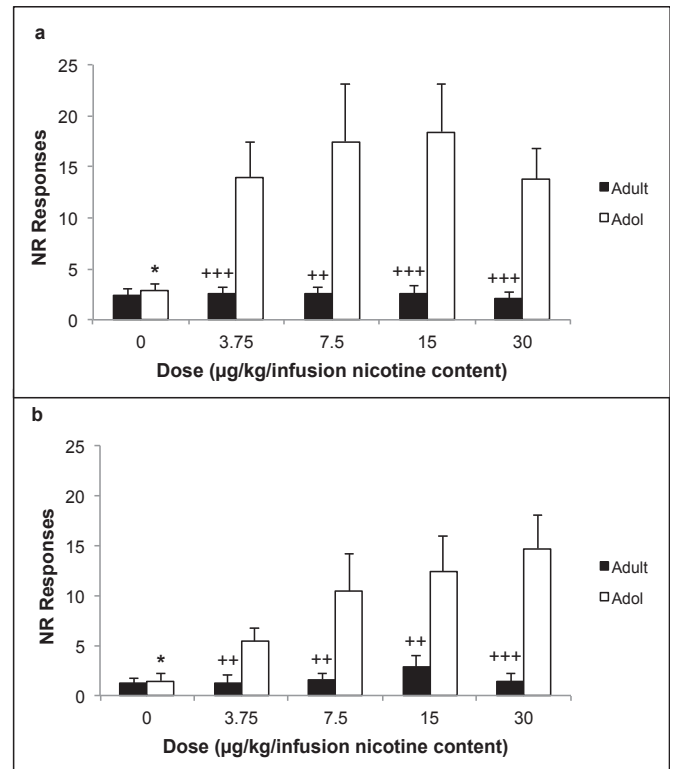 a
25
20
15
10
5
0
NR Responses
*
+++
++
+++
+++
0 3.75 7.5 15 30
Dose (µg/kg/infusion nicotine content)
Adult
Adol
b
25
20
15
10
5
0
NR Responses
*
++
++
++
+++
0 3.75 7.5 15 30
Dose (µg/kg/infusion nicotine content)
Adult
Adol